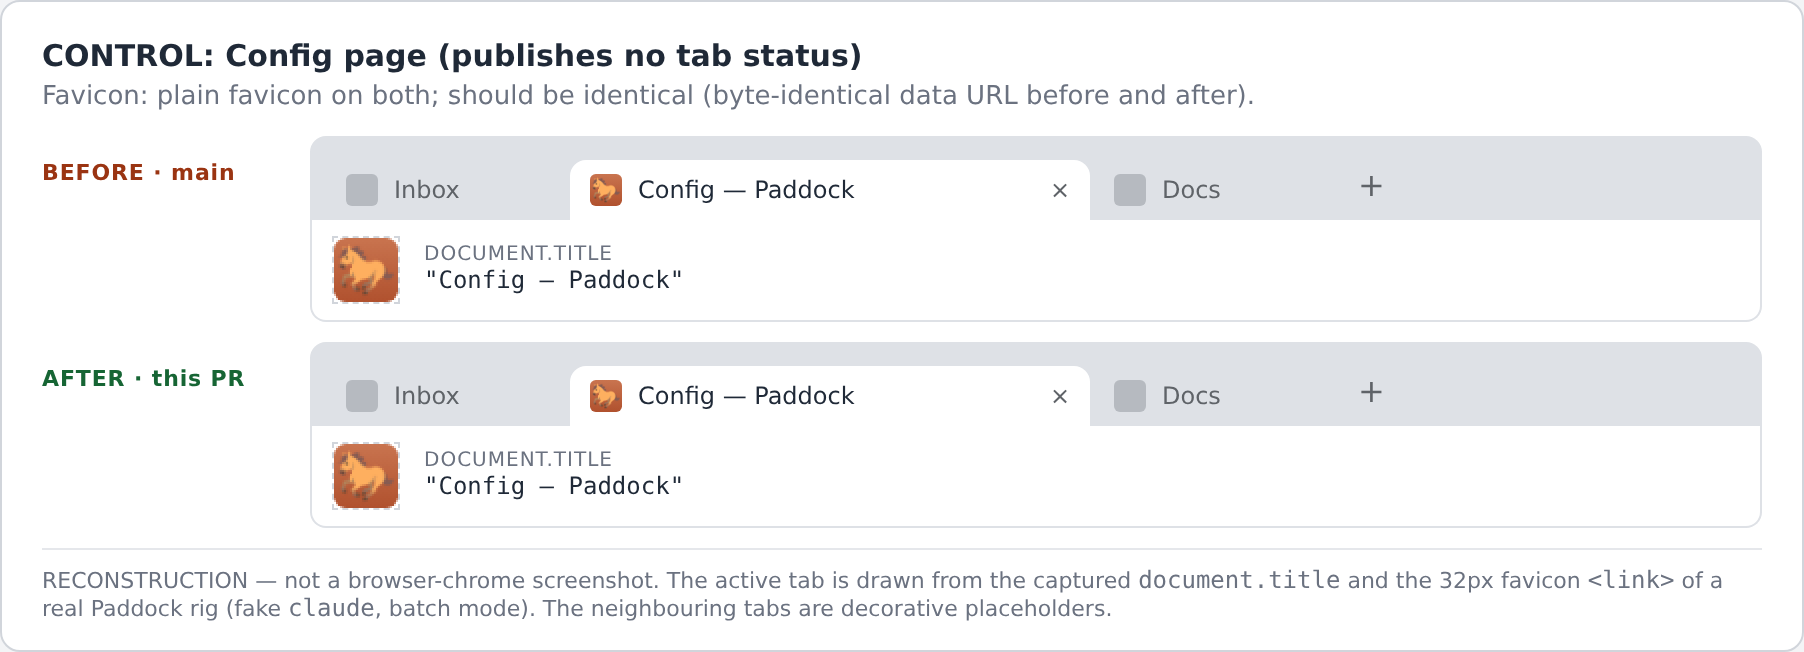 CONTROL: Config page (publishes no tab status)
Favicon: plain favicon on both; should be identical (byte-identical data URL before and after).
BEFORE · main
Inbox
Config — Paddock
×
Docs
+
DOCUMENT.TITLE
"Config — Paddock"
AFTER · this PR
Inbox
Config — Paddock
×
Docs
+
DOCUMENT.TITLE
"Config — Paddock"
RECONSTRUCTION — not a browser-chrome screenshot. The active tab is drawn from the captured document.title and the 32px favicon <link> of a
real Paddock rig (fake claude, batch mode). The neighbouring tabs are decorative placeholders.